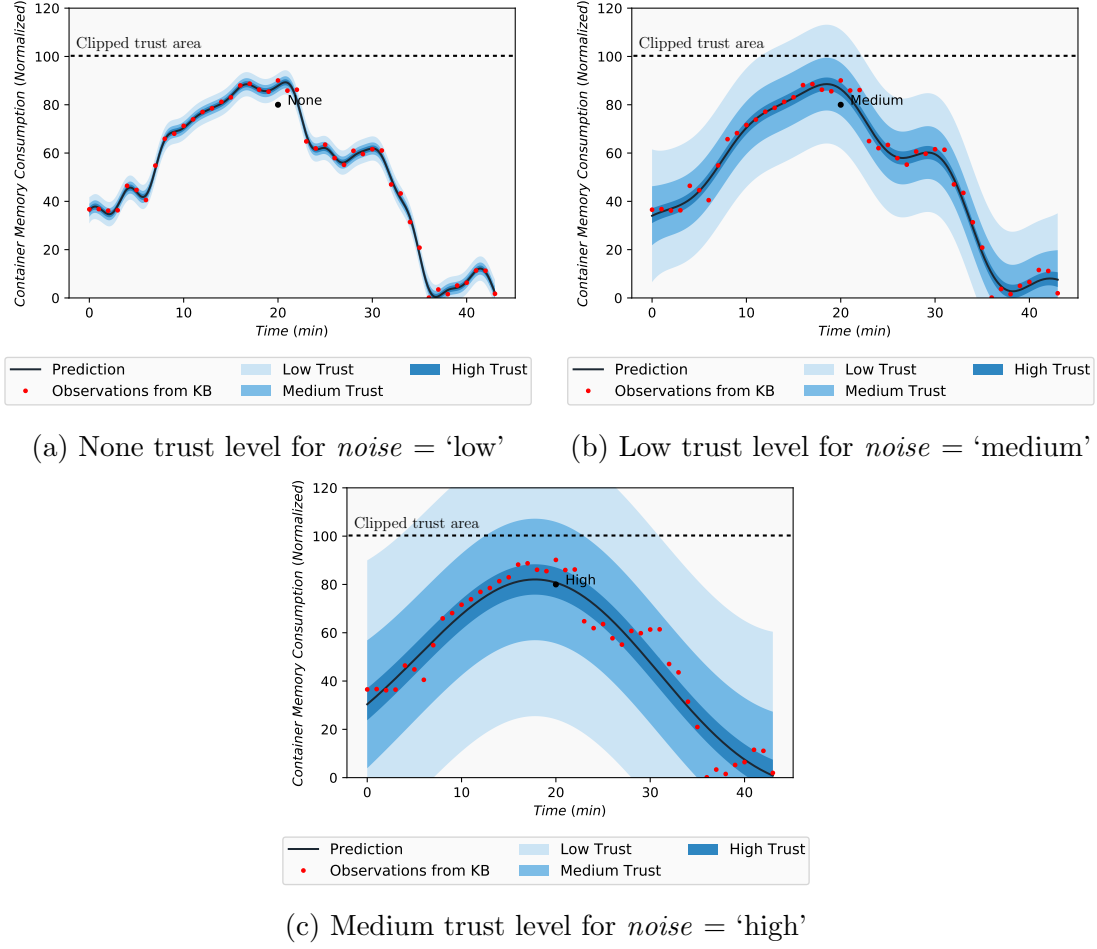 120
100
80
60
40
20
0
Container Memory Consumption (Normalized)
Clipped trust area
None
0 10 20 30 40
Time (min)
Prediction
Observations from KB
Low Trust
Medium Trust
High Trust
(a) None trust level for noise = ‘low’
120
100
80
60
40
20
0
Container Memory Consumption (Normalized)
Clipped trust area
Medium
0 10 20 30 40
Time (min)
Prediction
Observations from KB
Low Trust
Medium Trust
High Trust
(b) Low trust level for noise = ‘medium’
120
100
80
60
40
20
0
Container Memory Consumption (Normalized)
Clipped trust area
High
0 10 20 30 40
Time (min)
Prediction
Observations from KB
Low Trust
Medium Trust
High Trust
(c) Medium trust level for noise = ‘high’